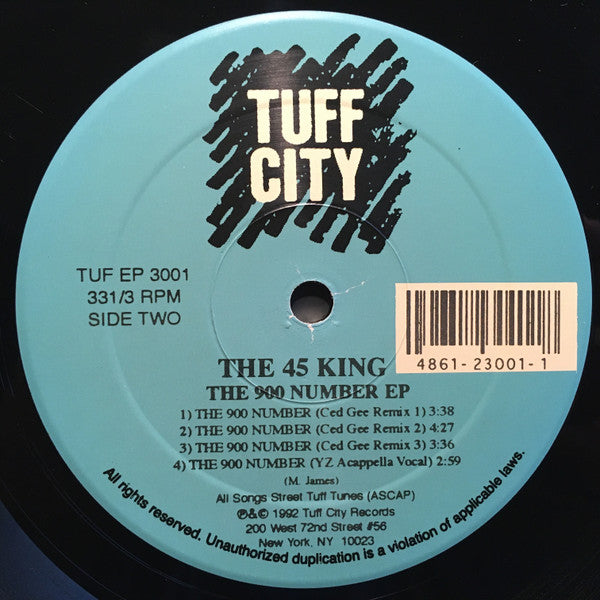 TUFF
CITY
TUF EP 3001
331/3 RPM
SIDE TWO
4861-23001-1
THE 45 KING
THE 900 NUMBER EP
1) THE 900 NUMBER (Ced Gee Remix 1) 3:38
2) THE 900 NUMBER (Ced Gee Remix 2) 4:27
3) THE 900 NUMBER (Ced Gee Remix 3) 3:36
4) THE 900 NUMBER (YZ Acappella Vocal) 2:59
(M. James)
All Songs Street Tuff Tunes (ASCAP)
℗&© 1992 Tuff City Records
200 West 72nd Street #56
New York, NY 10023
All rights reserved. Unauthorized duplication is a violation of applicable laws.